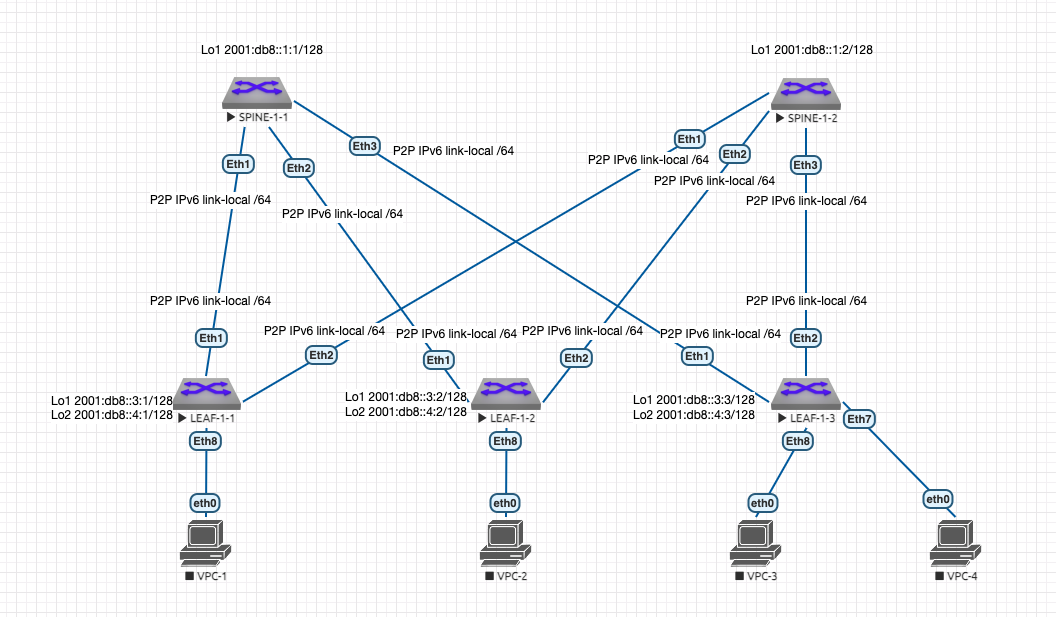 Lo1 2001:db8::1:1/128
Lo1 2001:db8::1:2/128
SPINE-1-1
SPINE-1-2
Eth1
Eth2
Eth3
P2P IPv6 link-local /64
Eth1
P2P IPv6 link-local /64
Eth2
P2P IPv6 link-local /64
Eth3
P2P IPv6 link-local /64
P2P IPv6 link-local /64
P2P IPv6 link-local /64
P2P IPv6 link-local /64
P2P IPv6 link-local /64
Eth1
P2P IPv6 link-local /64
Eth2
P2P IPv6 link-local /64
Eth1
P2P IPv6 link-local /64
Eth2
P2P IPv6 link-local /64
Eth1
Eth2
Lo1 2001:db8::3:1/128
Lo2 2001:db8::4:1/128
LEAF-1-1
Lo1 2001:db8::3:2/128
Lo2 2001:db8::4:2/128
LEAF-1-2
Lo1 2001:db8::3:3/128
Lo2 2001:db8::4:3/128
LEAF-1-3
Eth7
Eth8
Eth8
Eth8
eth0
eth0
eth0
eth0
VPC-1
VPC-2
VPC-3
VPC-4